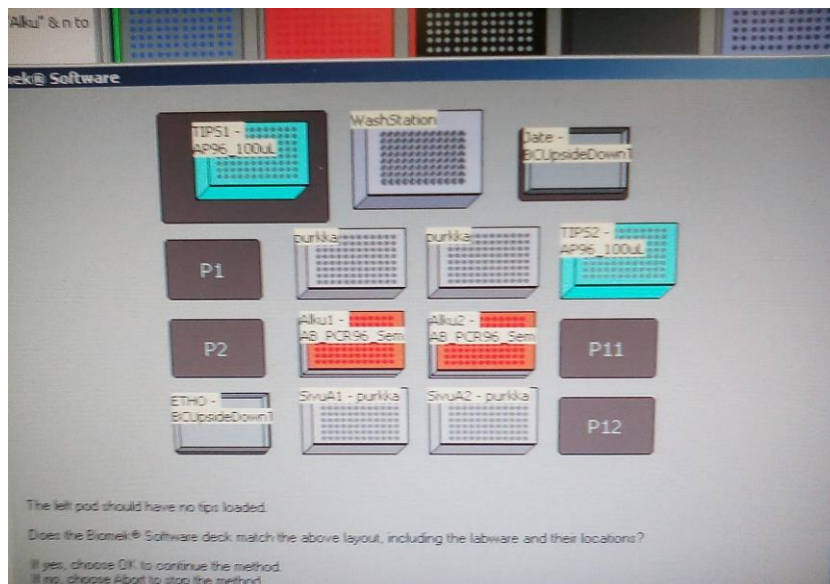 Alku" & n to
ek® Software
TIPS1 -
AP96_100uL
WashStation
Jate -
BCUpsideDownT
purkka
purkka
TIPS2 -
AP96_100uL
P1
Alku1 -
AB_PCR96_Sem
Alku2 -
AB_PCR96_Sem
P2
P11
ETHO -
BCUpsideDownT
SivuA1 - purkka
SivuA2 - purkka
P12
The left pod should have no tips loaded.
Does the Biomek® Software deck match the above layout, including the labware and their locations?
If yes, choose OK to continue the method.
If no, choose Abort to stop the method.